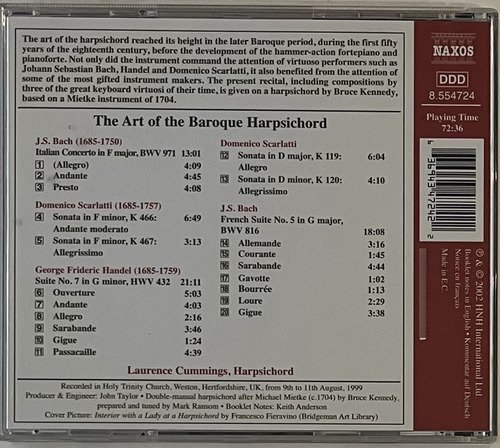 The art of the harpsichord reached its height in the later Baroque period, during the first fifty
years of the eighteenth century, before the development of the hammer-action fortepiano and
pianoforte. Not only did the instrument command the attention of virtuoso performers such as
Johann Sebastian Bach, Handel and Domenico Scarlatti, it also benefited from the attention of
some of the most gifted instrument makers. The present recital, including compositions by
three of the great keyboard virtuosi of their time, is given on a harpsichord by Bruce Kennedy,
based on a Mietke instrument of 1704.
The Art of the Baroque Harpsichord
J.S. Bach (1685-1750)
Italian Concerto in F major, BWV 971 13:01
1 (Allegro) 4:09
2 Andante 4:45
3 Presto 4:08
Domenico Scarlatti (1685-1757)
4 Sonata in F minor, K 466: 6:49
Andante moderato
5 Sonata in F minor, K 467: 3:13
Allegrissimo
George Frideric Handel (1685-1759)
Suite No. 7 in G minor, HWV 432 21:11
6 Ouverture 5:03
7 Andante 4:03
8 Allegro 2:16
9 Sarabande 3:46
10 Gigue 1:24
11 Passacaille 4:39
Domenico Scarlatti
12 Sonata in D major, K 119: 6:04
Allegro
13 Sonata in D minor, K 120: 4:10
Allegrissimo
J.S. Bach
French Suite No. 5 in G major,
BWV 816 18:08
14 Allemande 3:16
15 Courante 1:45
16 Sarabande 4:44
17 Gavotte 1:02
18 Bourrée 1:13
19 Loure 2:29
20 Gigue 3:38
Laurence Cummings, Harpsichord
Recorded in Holy Trinity Church, Weston, Hertfordshire, UK, from 9th to 11th August, 1999
Producer & Engineer: John Taylor • Double-manual harpsichord after Michael Mietke (c.1704) by Bruce Kennedy,
prepared and tuned by Mark Ransom • Booklet Notes: Keith Anderson
Cover Picture: Interior with a Lady at a Harpsichord by Francesco Fieravino (Bridgeman Art Library)
NAXOS
DDD
8.554724
Playing Time
72:36
6 36943 47242 2
℗ & © 2002 HNH International Ltd
Booklet notes in English • Kommentar auf Deutsch
Notice en français
Made in E.C.